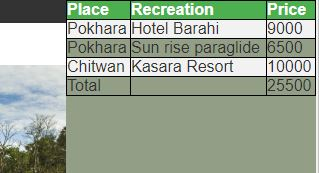 Place Recreation Price
Pokhara Hotel Barahi 9000
Pokhara Sun rise paraglide 6500
Chitwan Kasara Resort 10000
Total 25500